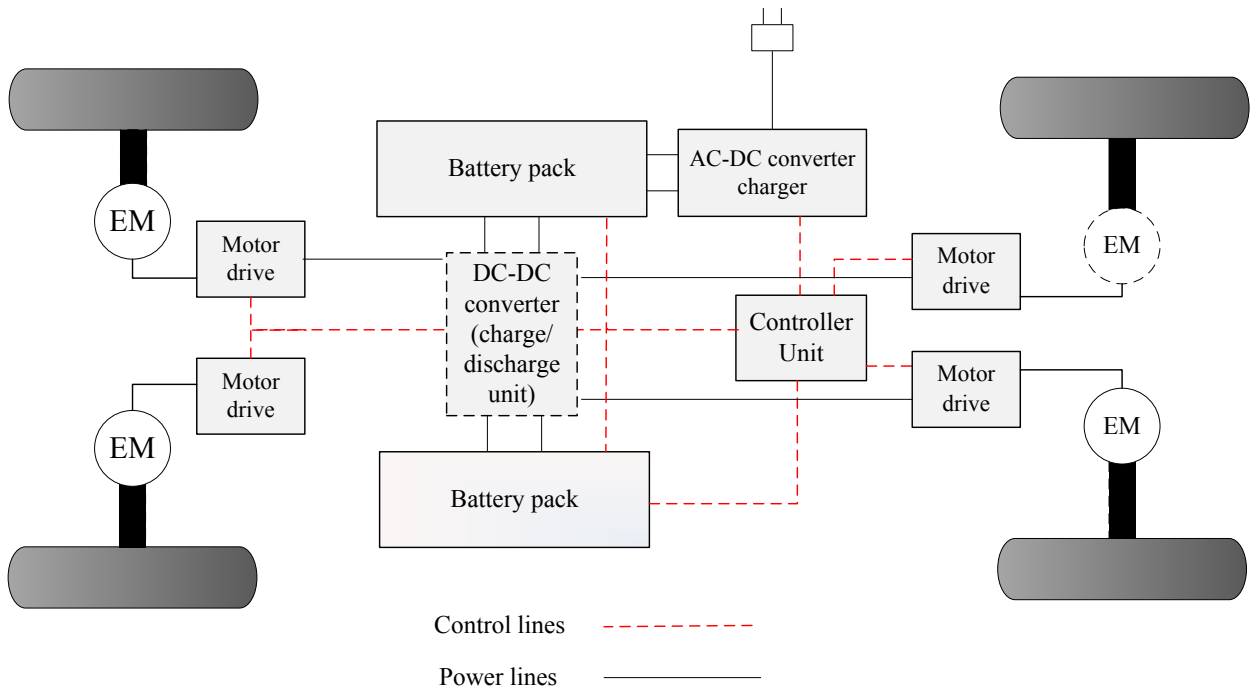 Battery pack
AC-DC converter
charger
EM
Motor
drive
EM
Motor
drive
DC-DC
converter
(charge/
discharge
unit)
Controller
Unit
Motor
drive
Motor
drive
EM
EM
Battery pack
Control lines
Power lines